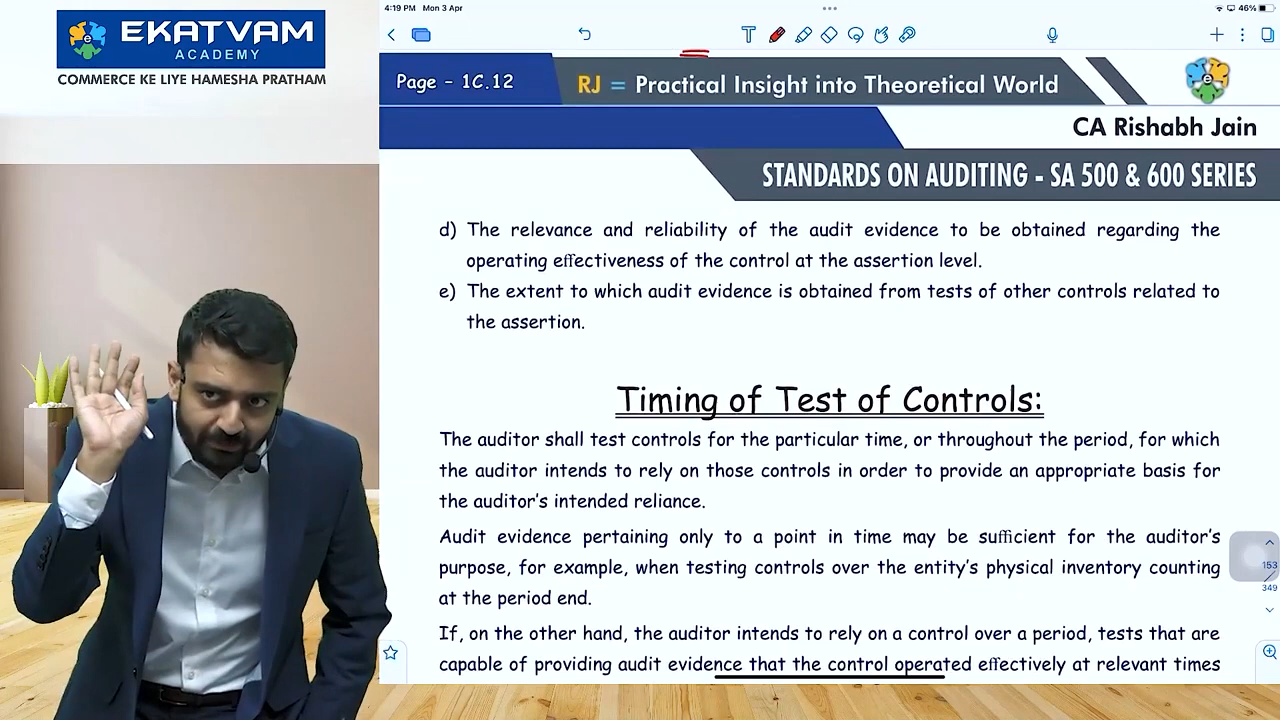 4:19 PM Mon 3 Apr
46%
EKATVAM
ACADEMY
COMMERCE KE LIYE HAMESHA PRATHAM
Page - 1C.12
RJ = Practical Insight into Theoretical World
CA Rishabh Jain
STANDARDS ON AUDITING - SA 500 & 600 SERIES
d) The relevance and reliability of the audit evidence to be obtained regarding the
operating effectiveness of the control at the assertion level.
e) The extent to which audit evidence is obtained from tests of other controls related to
the assertion.
Timing of Test of Controls:
The auditor shall test controls for the particular time, or throughout the period, for which
the auditor intends to rely on those controls in order to provide an appropriate basis for
the auditor's intended reliance.
Audit evidence pertaining only to a point in time may be sufficient for the auditor's
purpose, for example, when testing controls over the entity's physical inventory counting
at the period end.
If, on the other hand, the auditor intends to rely on a control over a period, tests that are
capable of providing audit evidence that the control operated effectively at relevant times
153
349